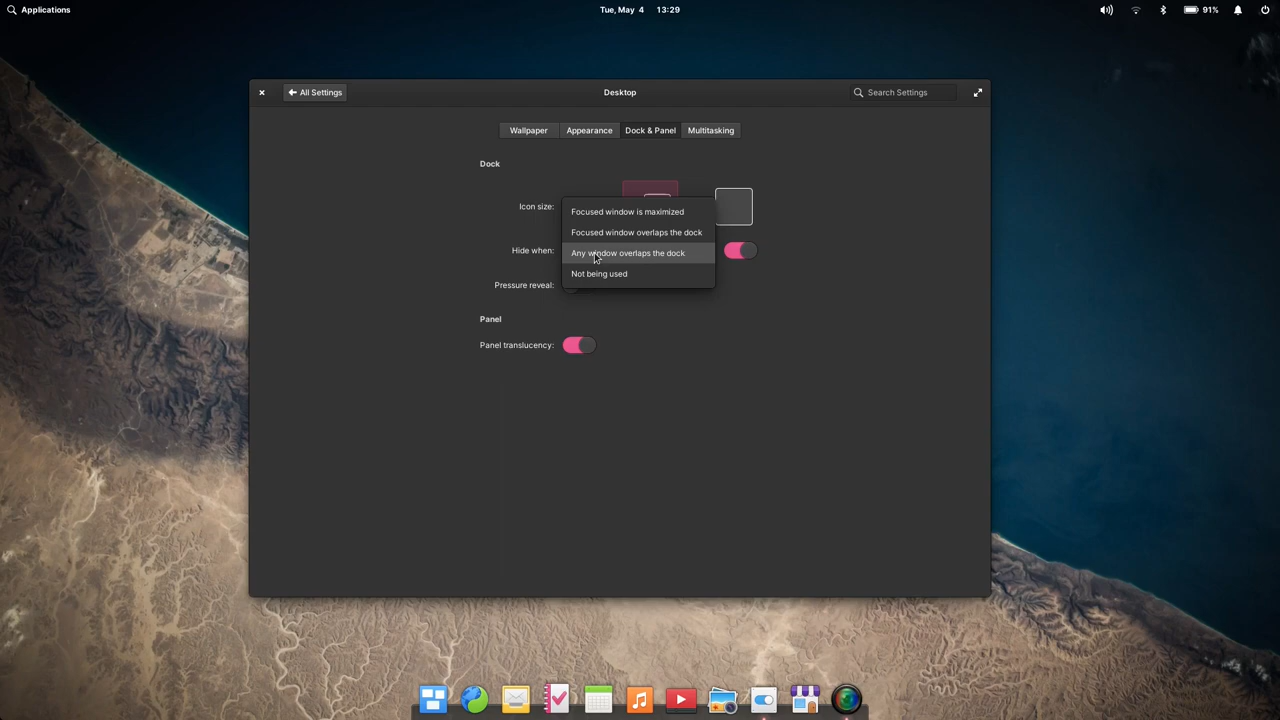 Applications
Tue, May 4 13:29
91%
All Settings
Desktop
Search Settings
Wallpaper
Appearance
Dock & Panel
Multitasking
Dock
Icon size:
Focused window is maximized
Focused window overlaps the dock
Hide when:
Any window overlaps the dock
Not being used
Pressure reveal:
Panel
Panel translucency: